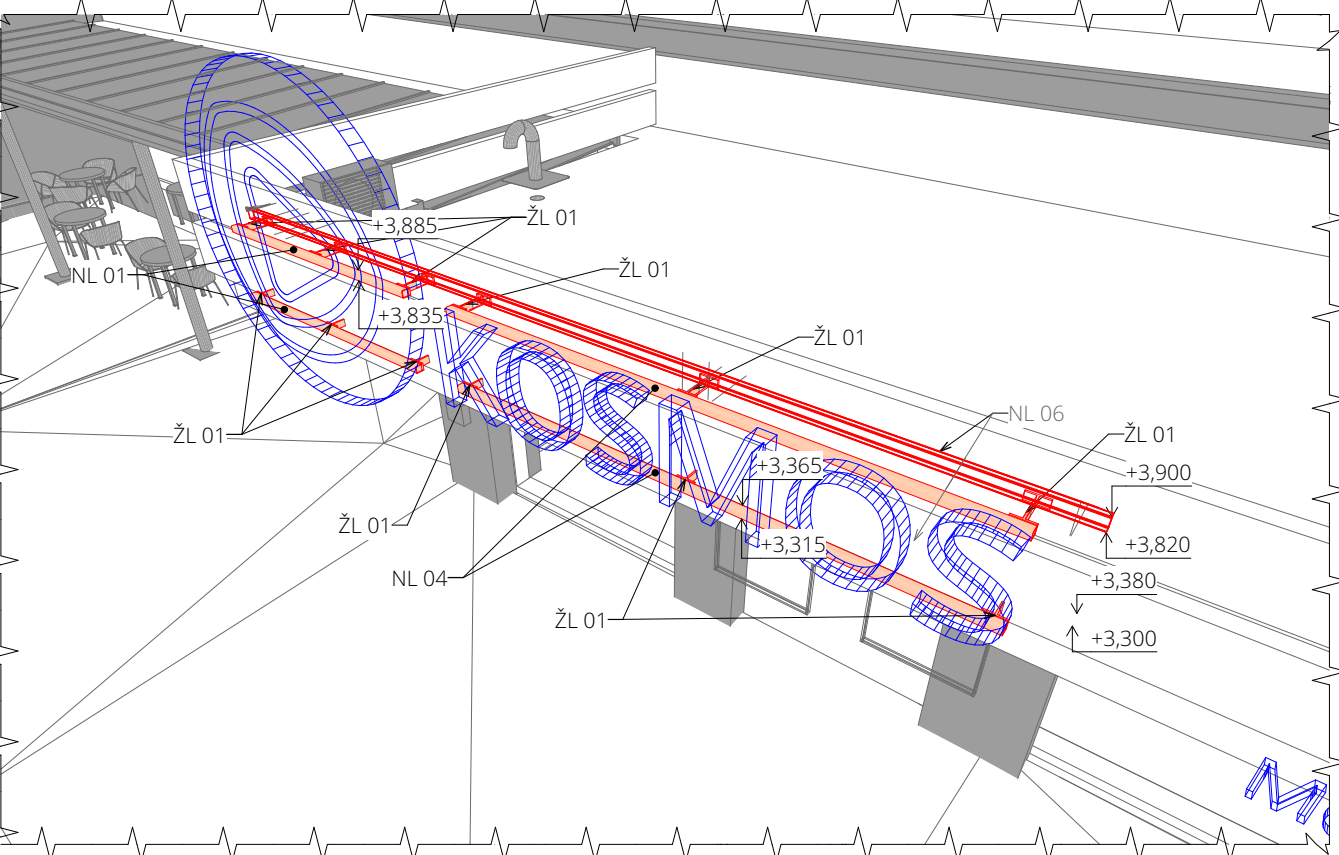 +3,885
ŽL 01
ŽL 01
NL 01
+3,835
ŽL 01
KOSMOS
NL 06
ŽL 01
ŽL 01
+3,365
+3,900
ŽL 01
+3,315
+3,820
NL 04
+3,380
ŽL 01
+3,300